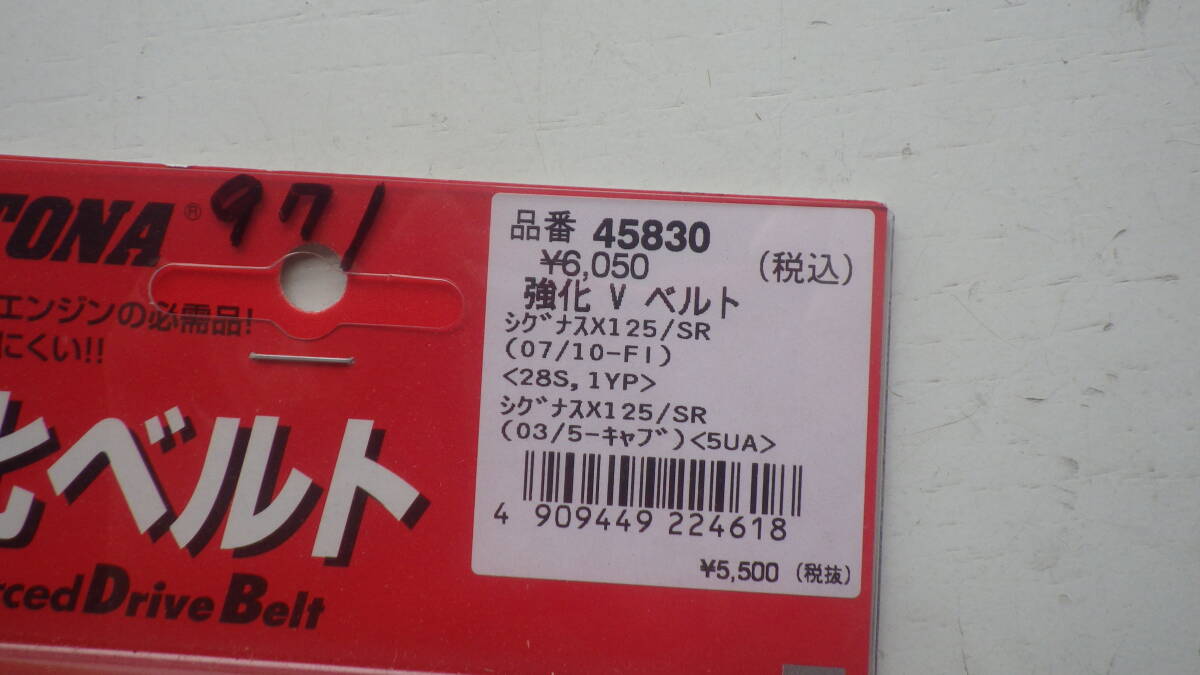 TONA®
971
エンジンの必需品!
にくい!!
化ベルト
rced Drive Belt
品番 45830
¥6,050 (税込)
強化 V ベルト
ｼｸﾞﾅｽX125/SR
(07/10-FI)
<28S,1YP>
ｼｸﾞﾅｽX125/SR
(03/5-ｷｬﾌﾞ)<5UA>
4 909449 224618
¥5,500 (税抜)